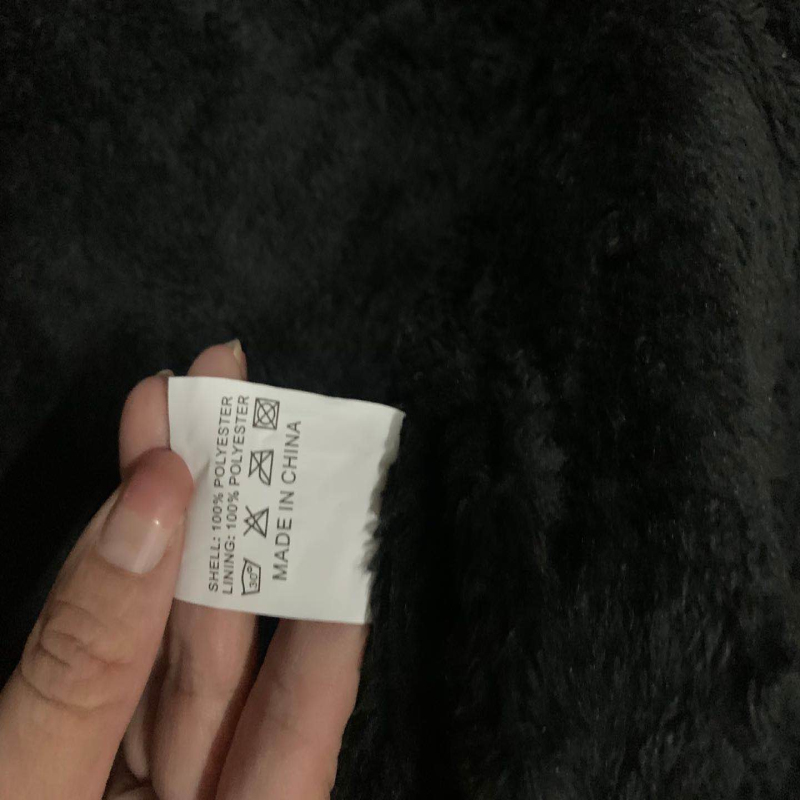 SHELL: 100% POLYESTER
LINING: 100% POLYESTER
30°
MADE IN CHINA